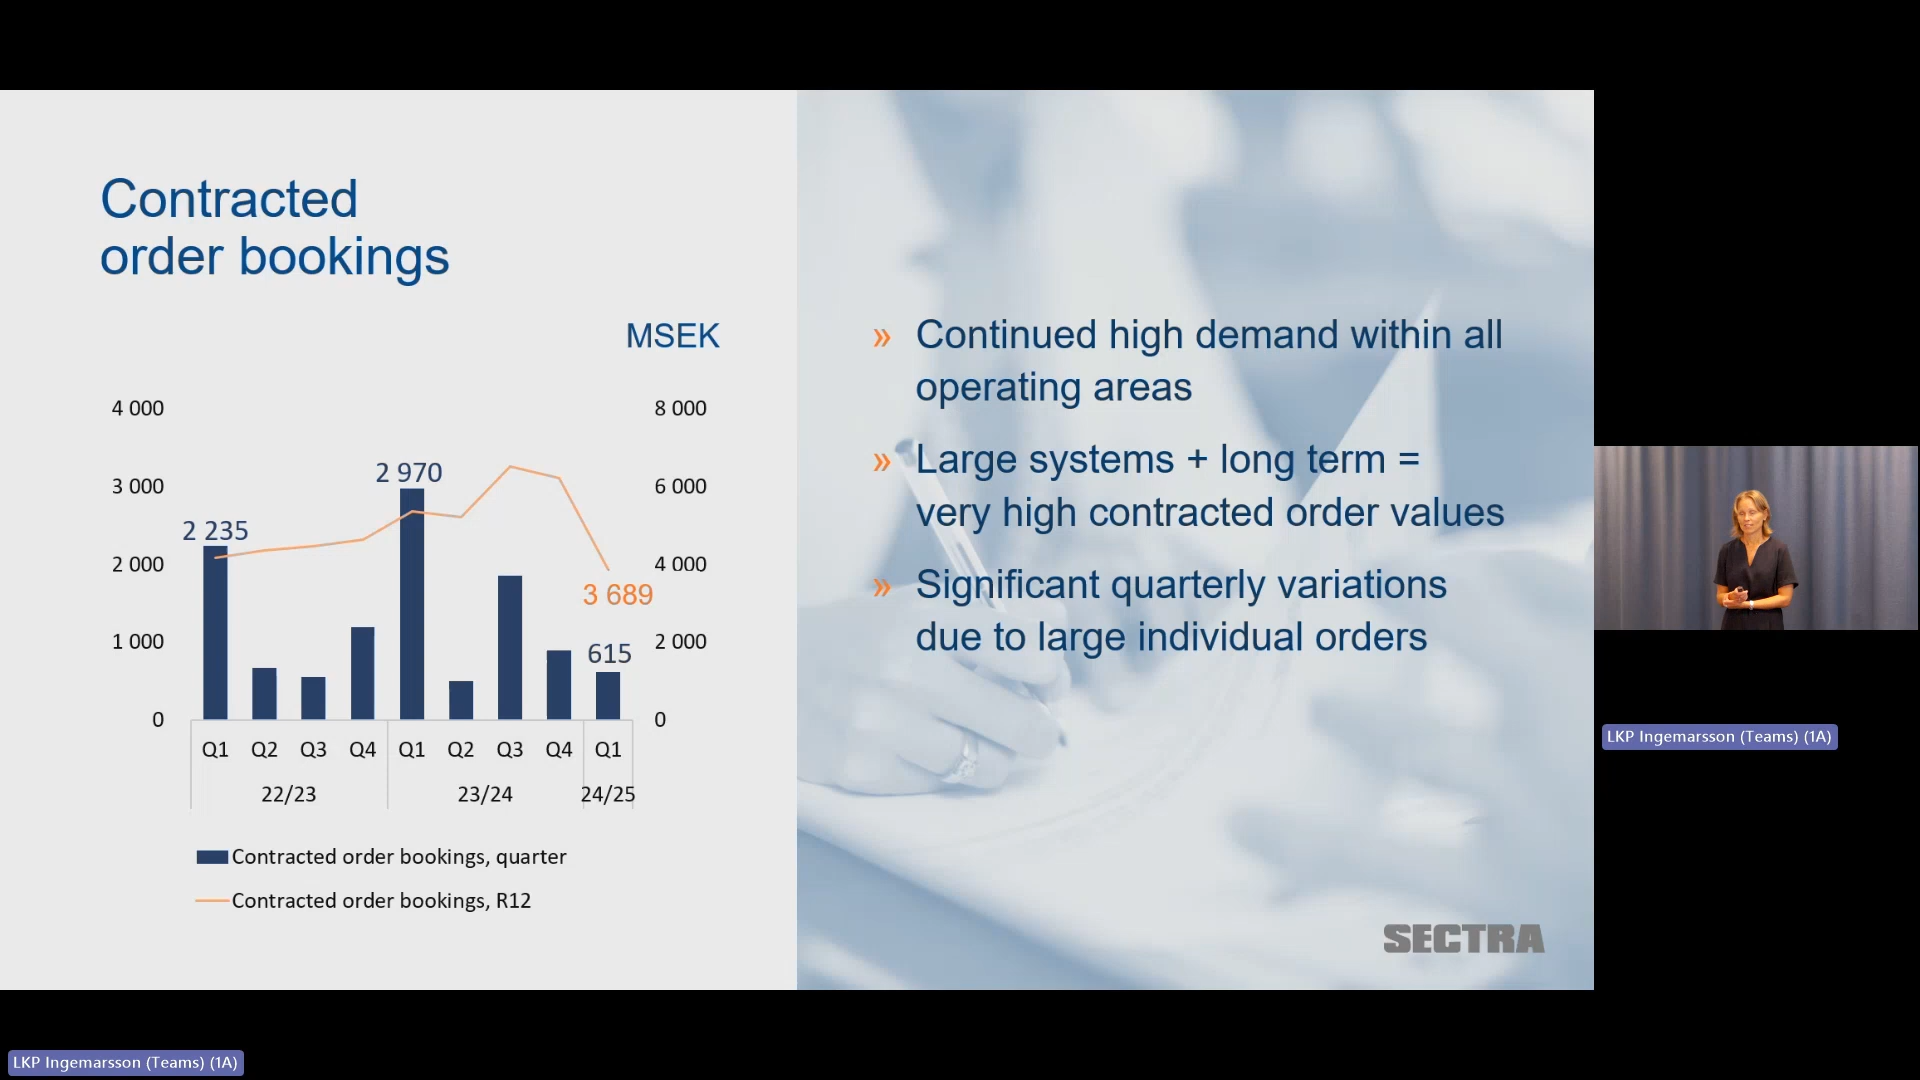 Contracted
order bookings
MSEK
4 000
8 000
2 970
3 000
6 000
2 235
2 000
4 000
3 689
1 000
615
2 000
0
0
Q1 Q2 Q3 Q4 Q1 Q2 Q3 Q4 Q1
22/23 23/24 24/25
Contracted order bookings, quarter
Contracted order bookings, R12
» Continued high demand within all
operating areas
» Large systems + long term =
very high contracted order values
» Significant quarterly variations
due to large individual orders
SECTRA
LKP Ingemarsson (Teams) (1A)
LKP Ingemarsson (Teams) (1A)